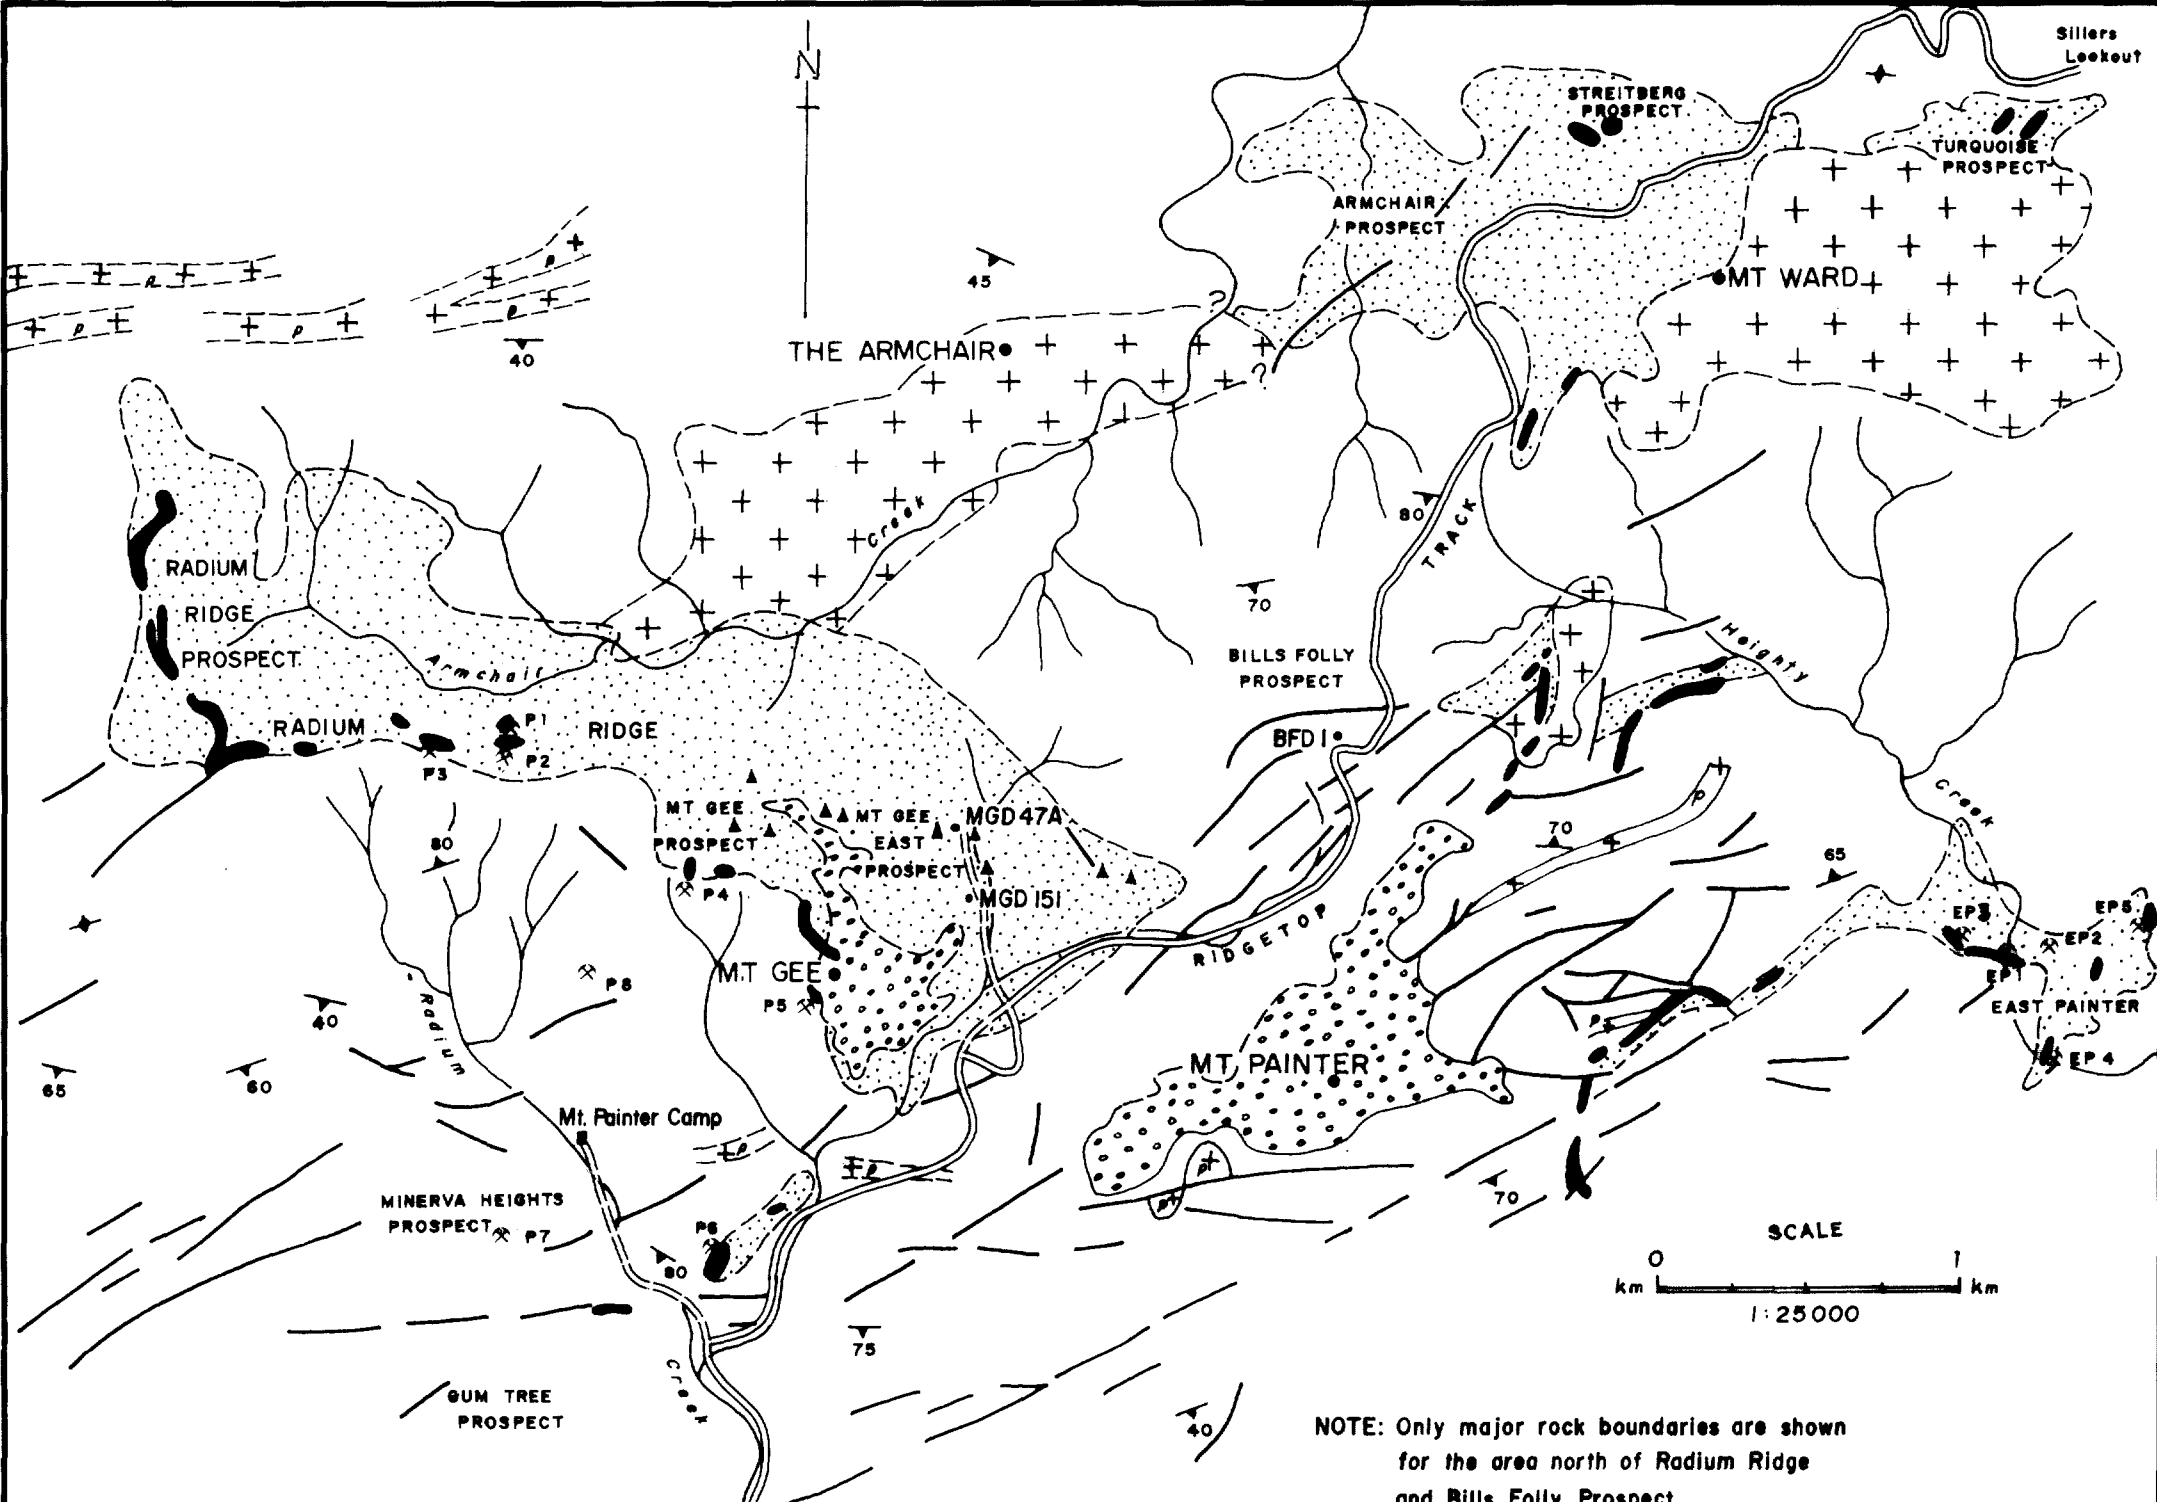 Sillers
Lookout
N
STREITBERG
PROSPECT
TURQUOISE
PROSPECT
ARMCHAIR
PROSPECT
MT WARD
45
p
p
p
p
p
40
?
?
THE ARMCHAIR
Creek
80
TRACK
70
RADIUM
RIDGE
PROSPECT
Armchair
Heighty
BILLS FOLLY
PROSPECT
RADIUM
P1
RIDGE
BFD1
P2
P3
p
Creek
MT GEE
PROSPECT
MT GEE
EAST
PROSPECT
MGD47A
70
80
65
P4
MGD151
EP3
EP5
EP2
RIDGETOP
MT GEE
P8
P5
EP1
EAST PAINTER
40
Radium
p
MT PAINTER
EP4
65
60
Mt. Painter Camp
p
p
p
p
70
MINERVA HEIGHTS
PROSPECT
P7
P6
80
SCALE
0
1
km
km
1:25000
75
Creek
GUM TREE
PROSPECT
40
NOTE: Only major rock boundaries are shown
for the area north of Radium Ridge
and Bills Folly Prospect